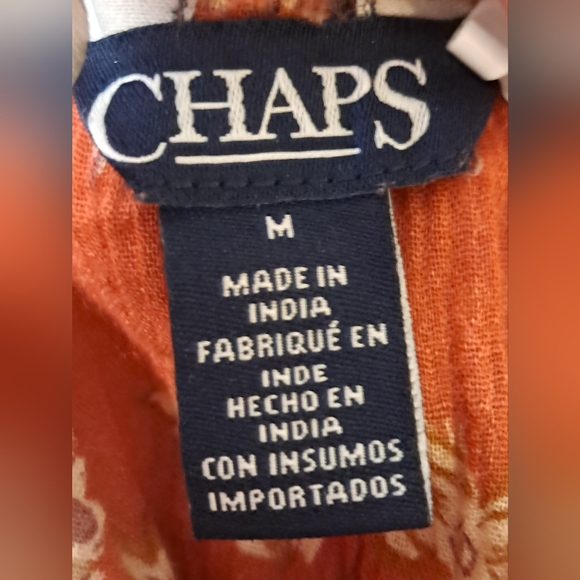 CHAPS
M
MADE IN
INDIA
FABRIQUÉ EN
INDE
HECHO EN
INDIA
CON INSUMOS
IMPORTADOS